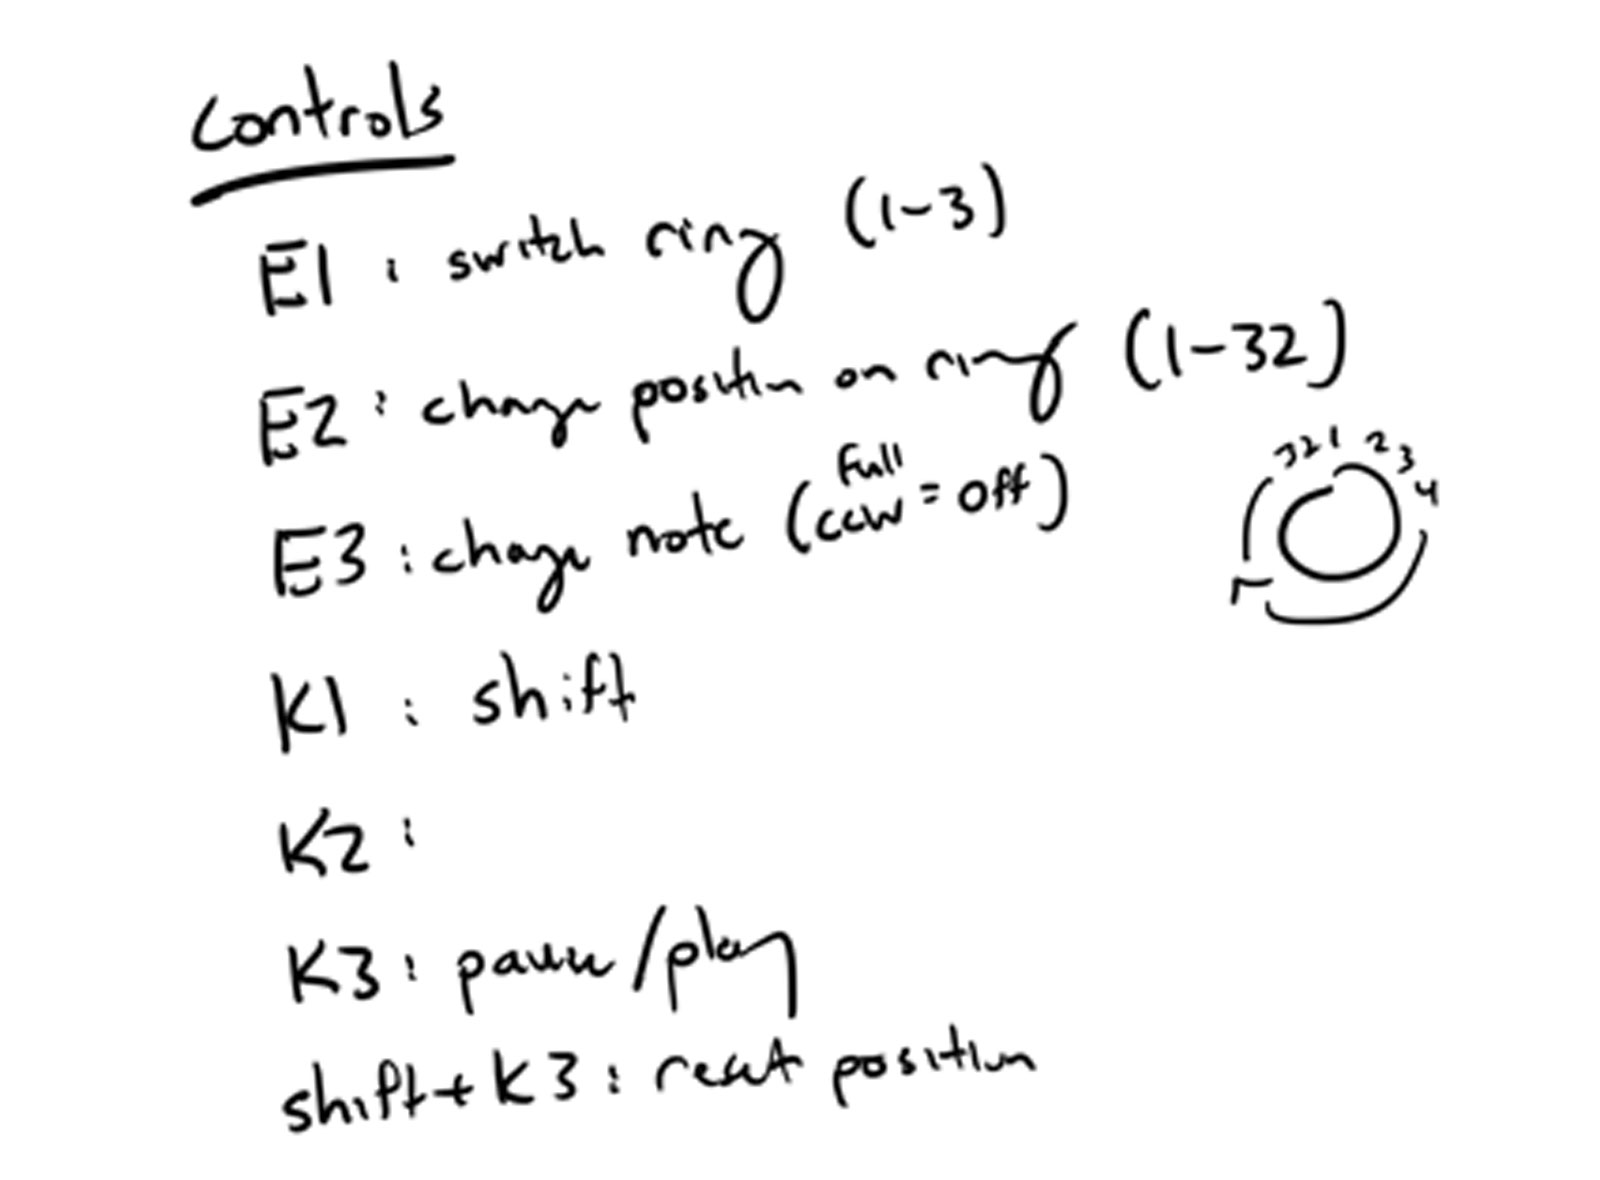 controls
E1: switch ring (1-3)
E2: change position on ring (1-32)
32 1 2 3 4
E3: change note (full ccw = off)
K1: shift
K2:
K3: pause/play
shift+K3: reset position